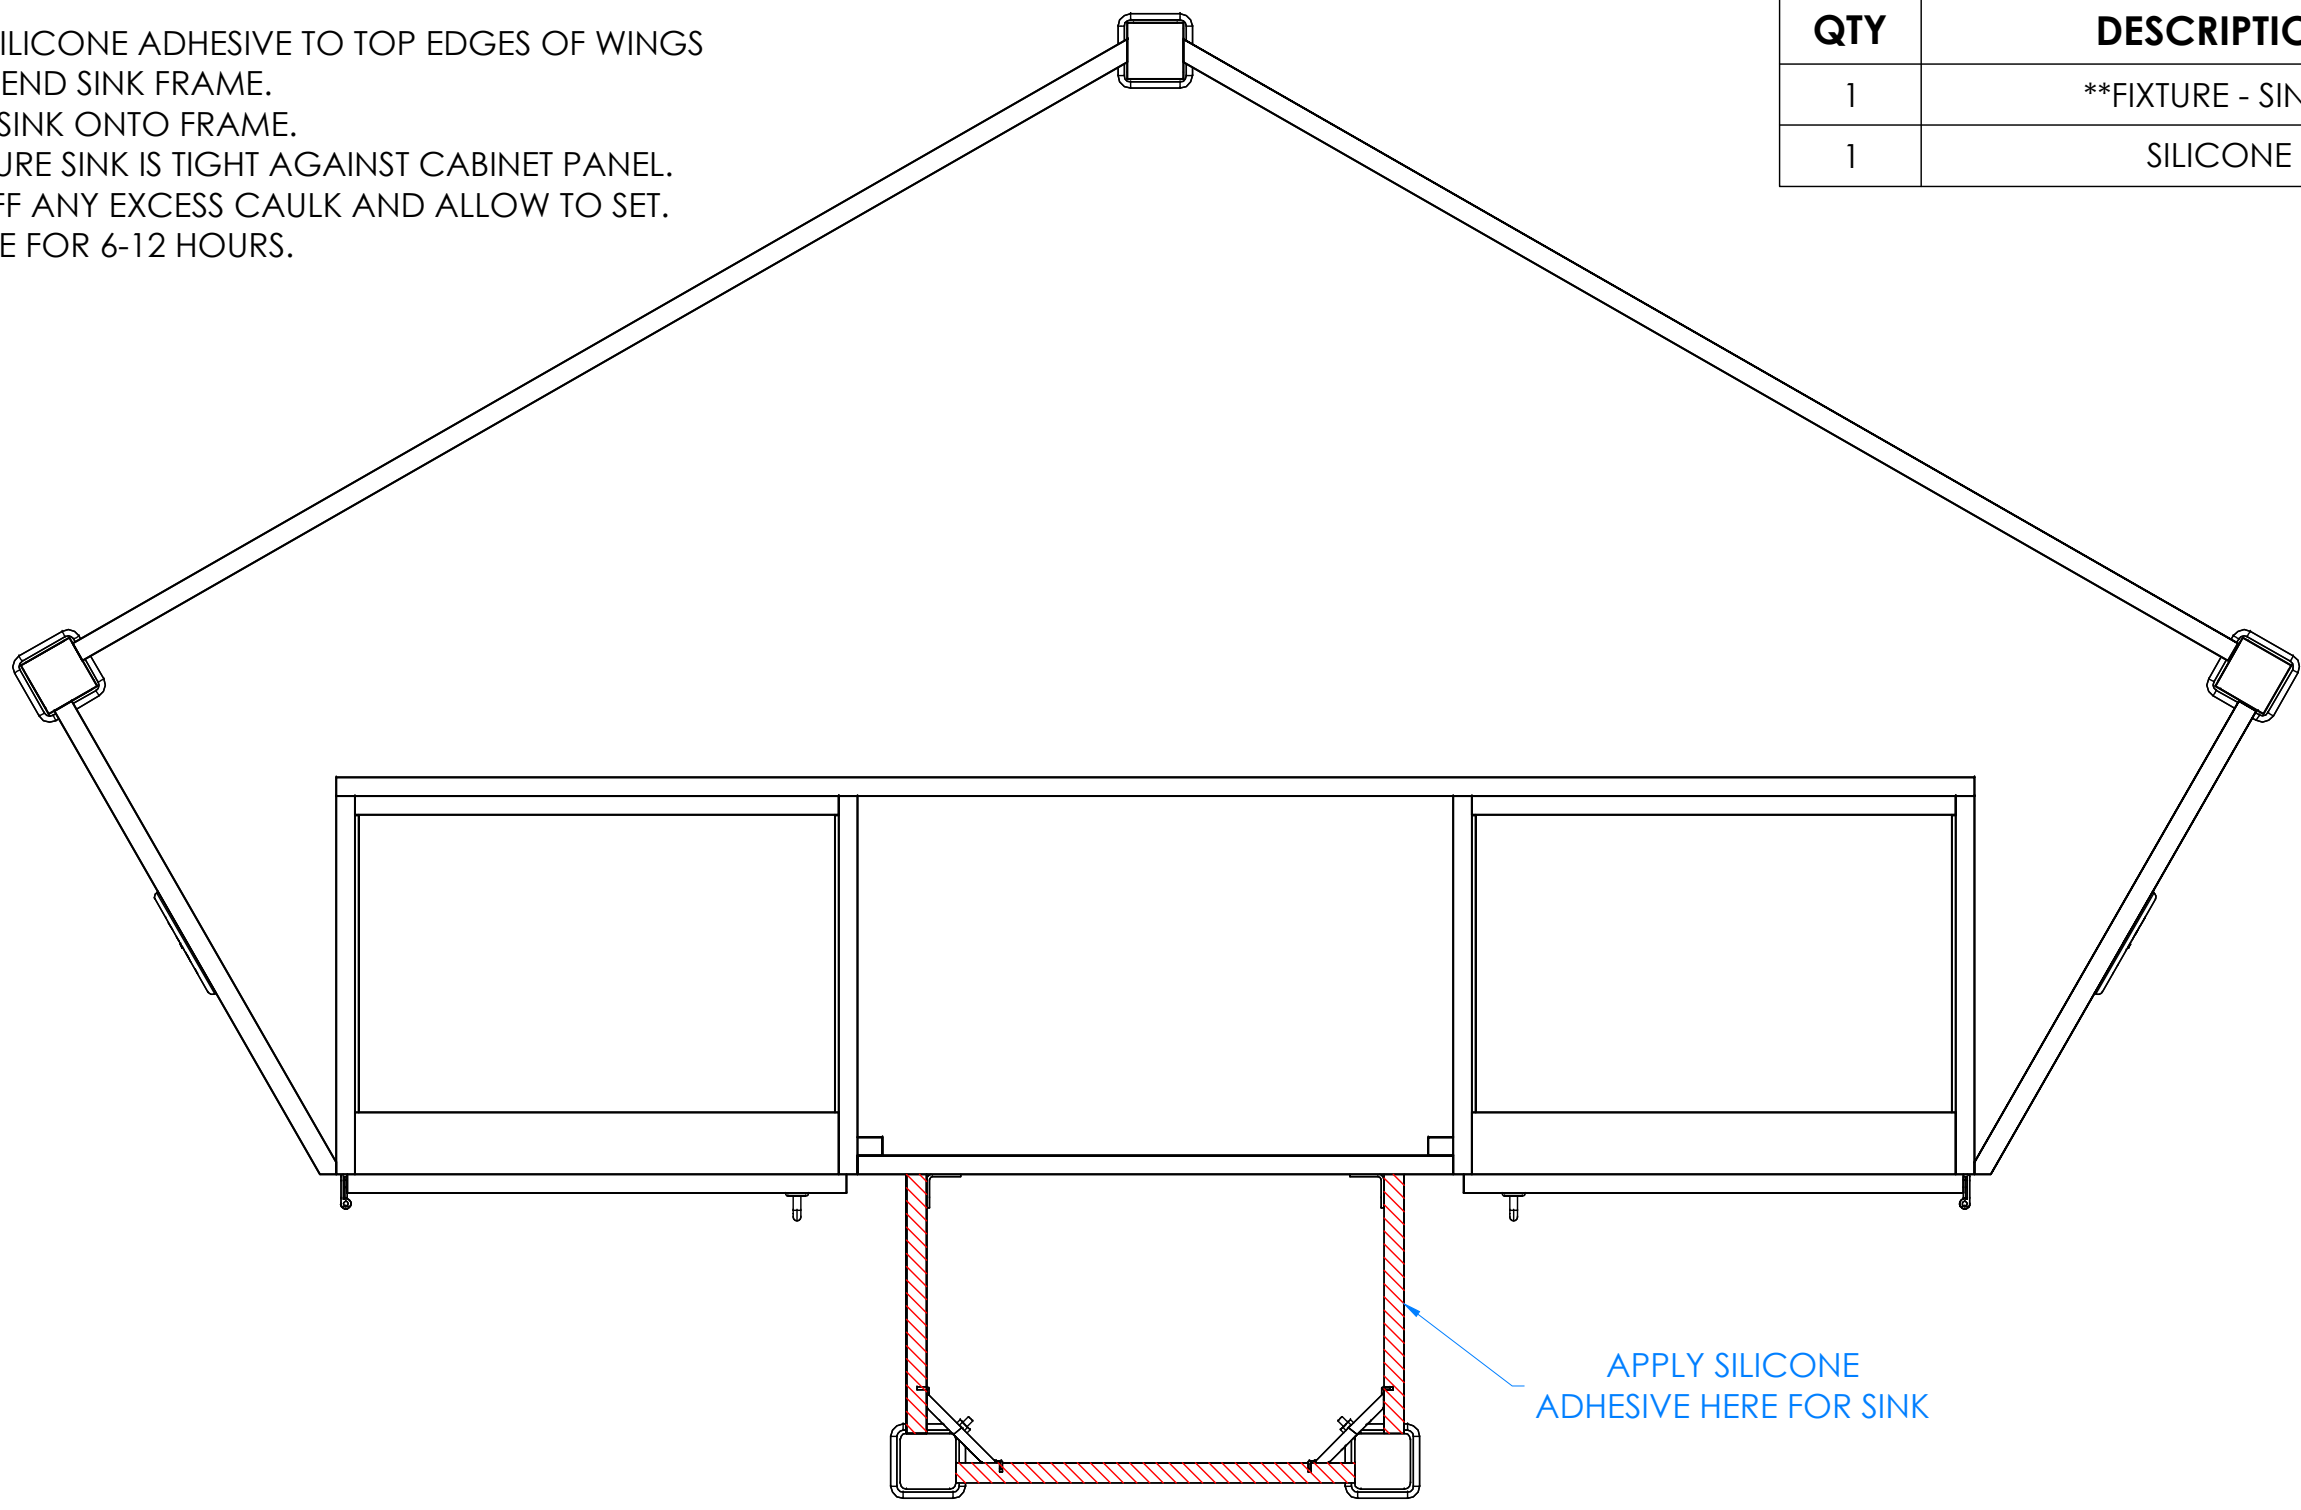 SILICONE ADHESIVE TO TOP EDGES OF WINGS
END SINK FRAME.
SINK ONTO FRAME.
URE SINK IS TIGHT AGAINST CABINET PANEL.
FF ANY EXCESS CAULK AND ALLOW TO SET.
E FOR 6-12 HOURS.
QTY DESCRIPTIO
1 **FIXTURE - SIN
1 SILICONE
APPLY SILICONE
ADHESIVE HERE FOR SINK